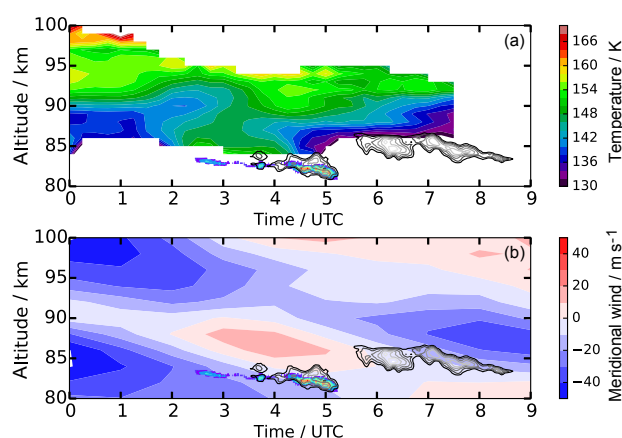 (a)
Altitude / km
100
95
90
85
80
0 1 2 3 4 5 6 7 8 9
Time / UTC
166
160
154
148
142
136
130
Temperature / K
(b)
Altitude / km
100
95
90
85
80
0 1 2 3 4 5 6 7 8 9
Time / UTC
40
20
0
−20
−40
Meridional wind / m s-1